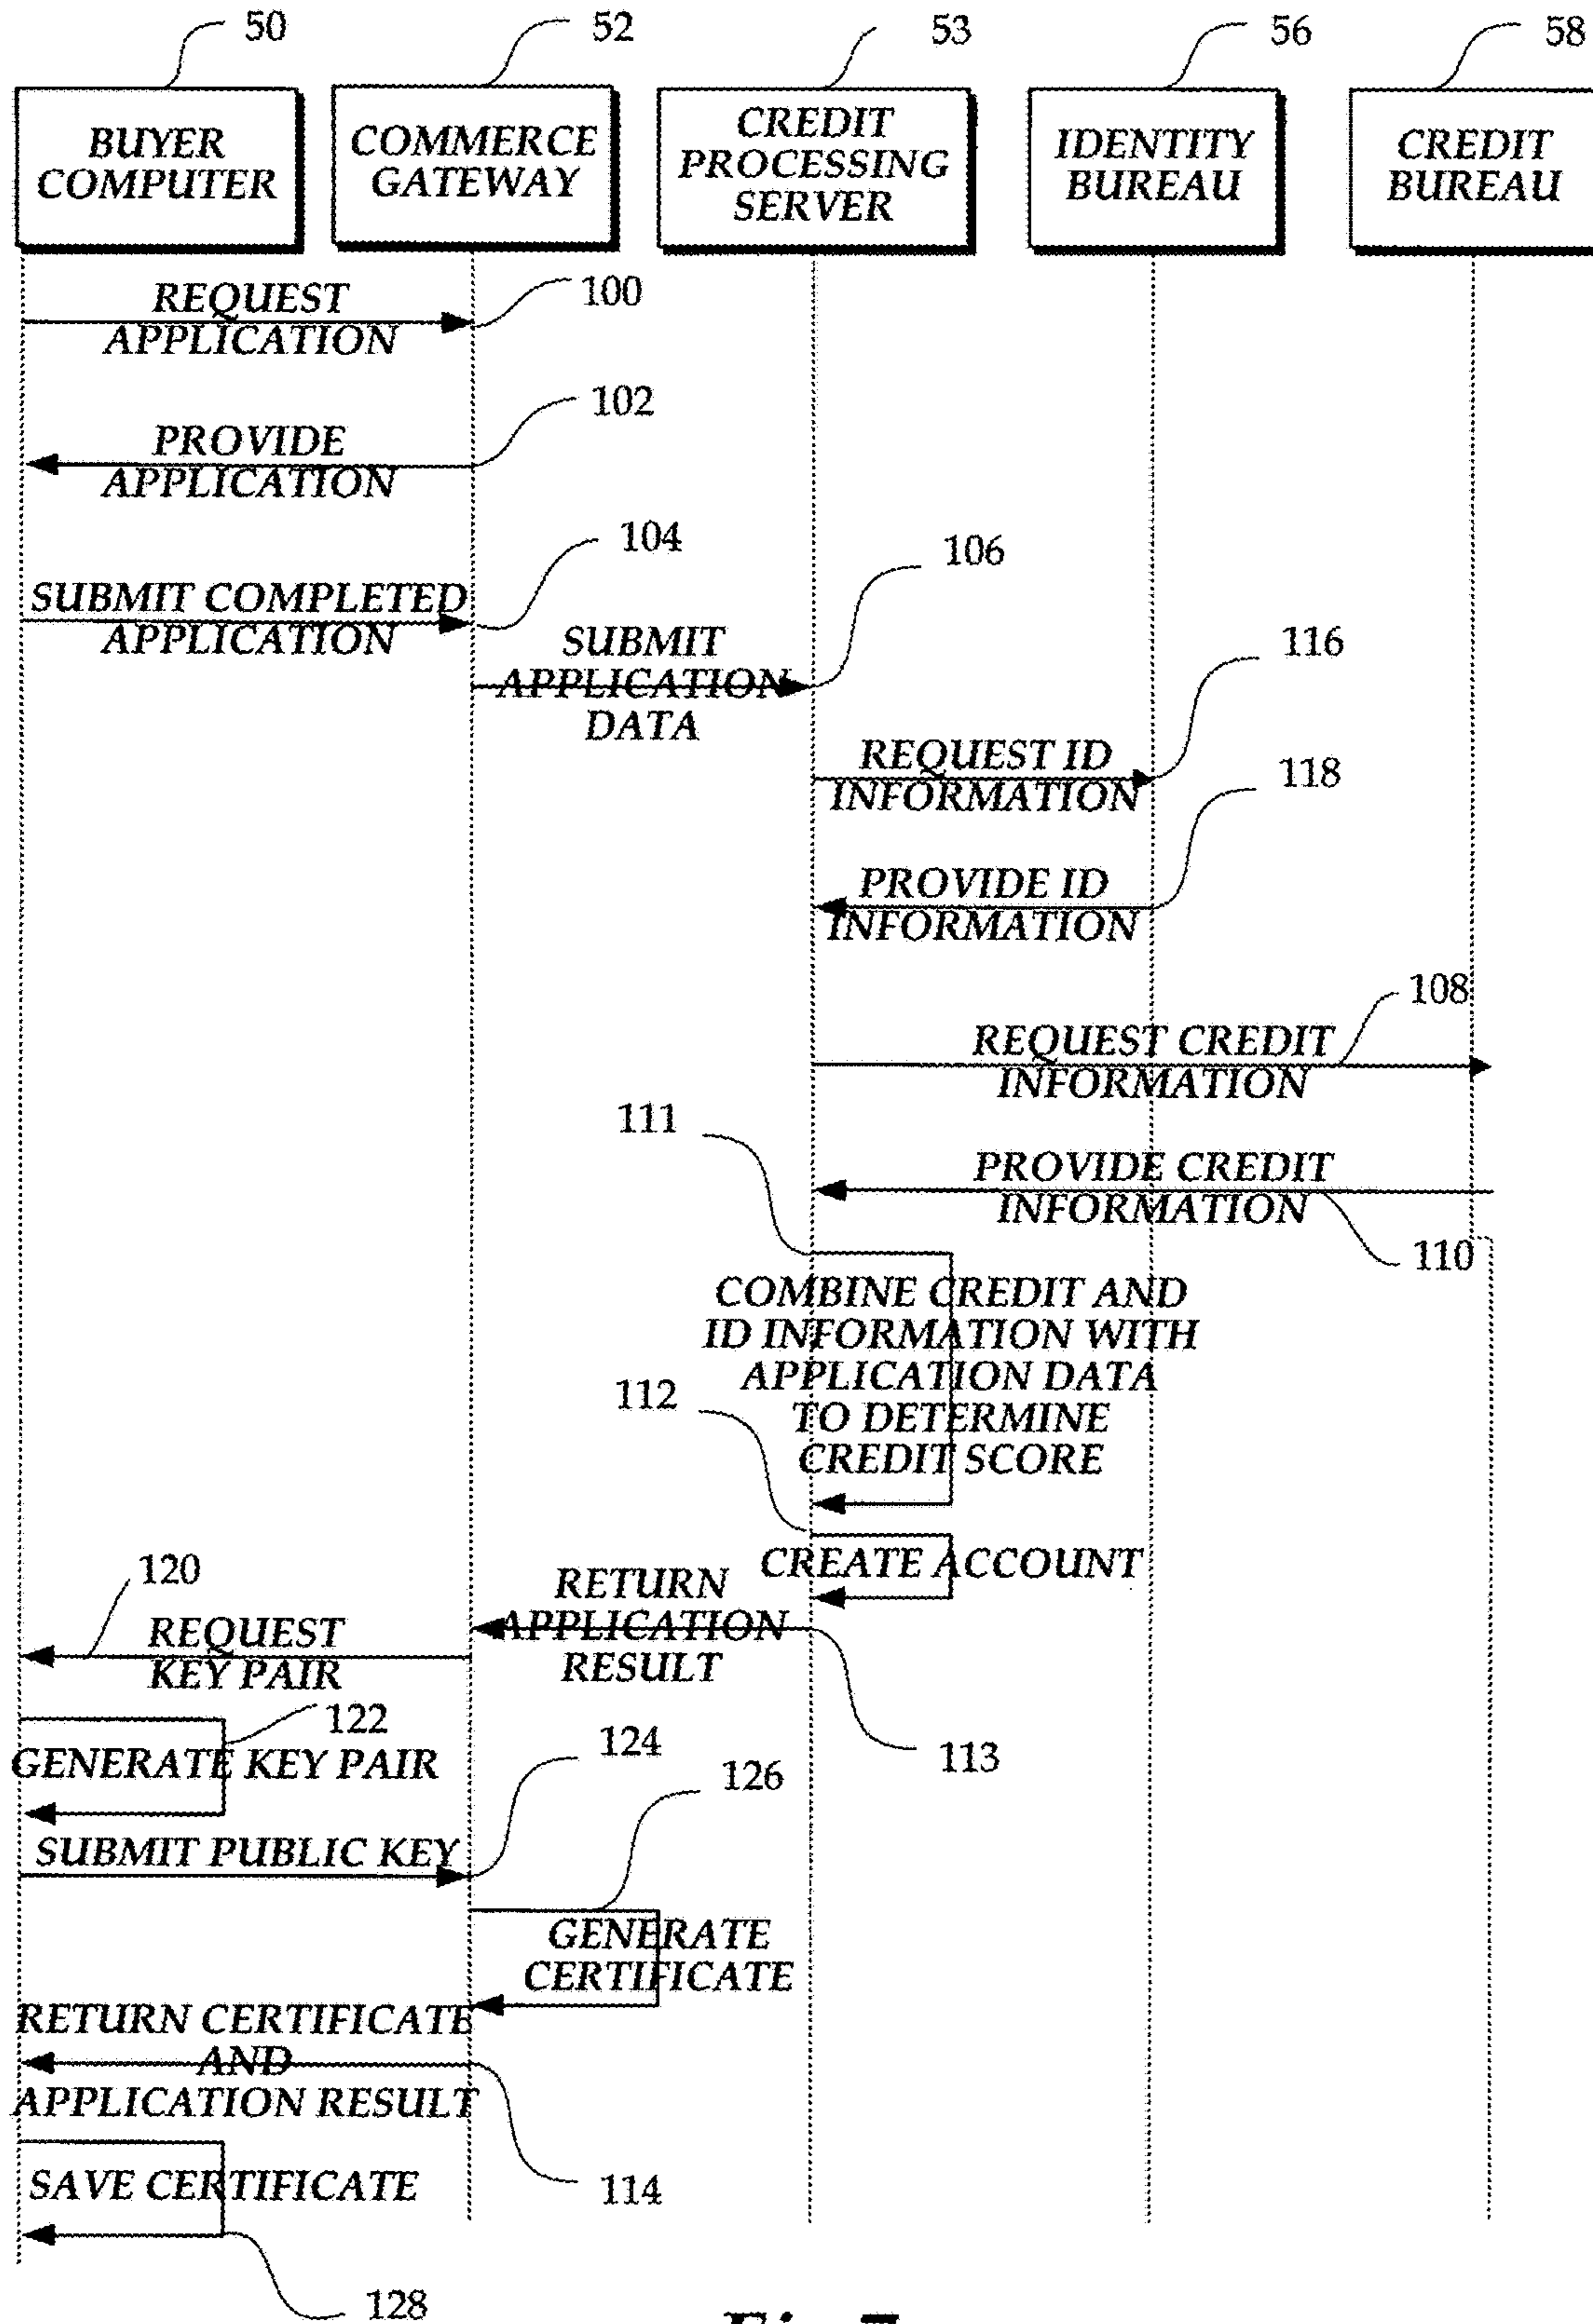 50
52
53
56
58
BUYER
COMPUTER
COMMERCE
GATEWAY
CREDIT
PROCESSING
SERVER
IDENTITY
BUREAU
CREDIT
BUREAU
REQUEST
APPLICATION
100
PROVIDE
APPLICATION
102
SUBMIT COMPLETED
APPLICATION
104
SUBMIT
APPLICATION
DATA
106
REQUEST ID
INFORMATION
116
PROVIDE ID
INFORMATION
118
REQUEST CREDIT
INFORMATION
108
PROVIDE CREDIT
INFORMATION
110
111
COMBINE CREDIT AND
ID INFORMATION WITH
APPLICATION DATA
TO DETERMINE
CREDIT SCORE
112
CREATE ACCOUNT
RETURN
APPLICATION
RESULT
113
120
REQUEST
KEY PAIR
122
GENERATE KEY PAIR
124
SUBMIT PUBLIC KEY
126
GENERATE
CERTIFICATE
RETURN CERTIFICATE
AND
APPLICATION RESULT
114
SAVE CERTIFICATE
128